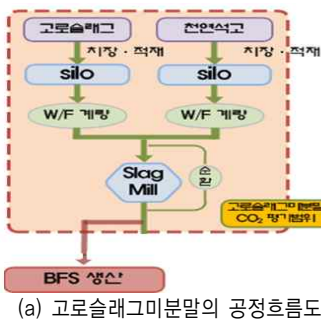 고로슬래그 천연석고
치장 · 적재 치장 · 적재
silo silo
W/F 계량 W/F 계량
Slag
Mill
순환
고로슬래그미분말
CO₂ 평가범위
BFS 생산
(a) 고로슬래그미분말의 공정흐름도